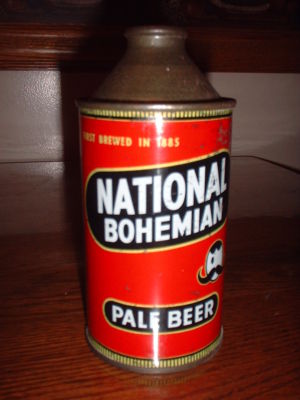 FIRST BREWED IN 1885
NATIONAL
BOHEMIAN
PALE BEER